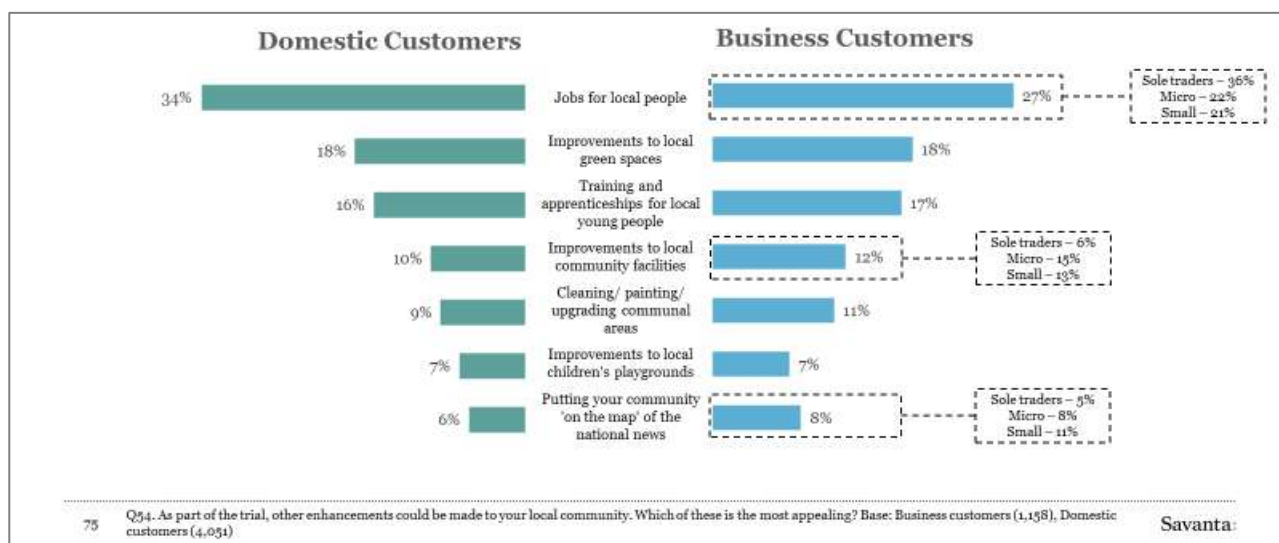 Domestic Customers
Business Customers
34%
Jobs for local people
27%
Sole traders – 36%
Micro – 22%
Small – 21%
18%
Improvements to local
green spaces
18%
16%
Training and
apprenticeships for local
young people
17%
10%
Improvements to local
community facilities
12%
Sole traders – 6%
Micro – 15%
Small – 13%
9%
Cleaning/ painting/
upgrading communal
areas
11%
7%
Improvements to local
children's playgrounds
7%
6%
Putting your community
'on the map' of the
national news
8%
Sole traders – 5%
Micro – 8%
Small – 11%
75
Q54. As part of the trial, other enhancements could be made to your local community. Which of these is the most appealing? Base: Business customers (1,158), Domestic
customers (4,051)
Savanta: